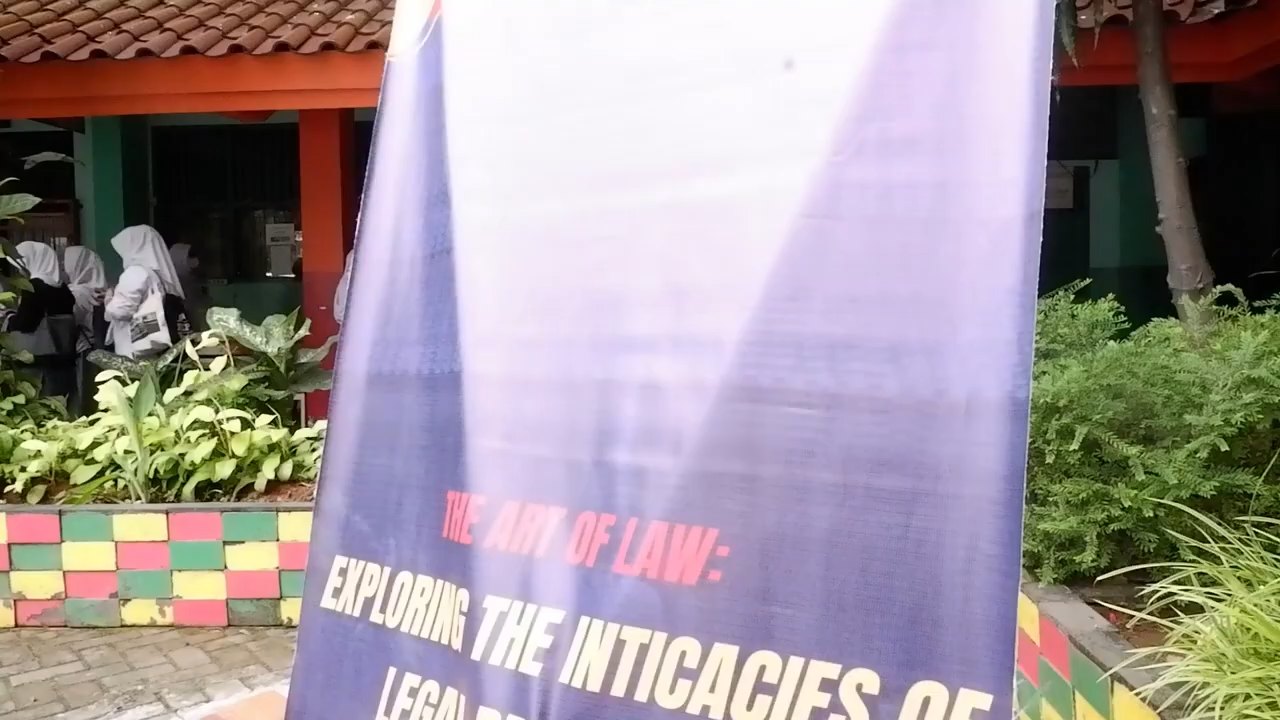 THE ART OF LAW:
EXPLORING THE INTICACIES OF
LEGAL